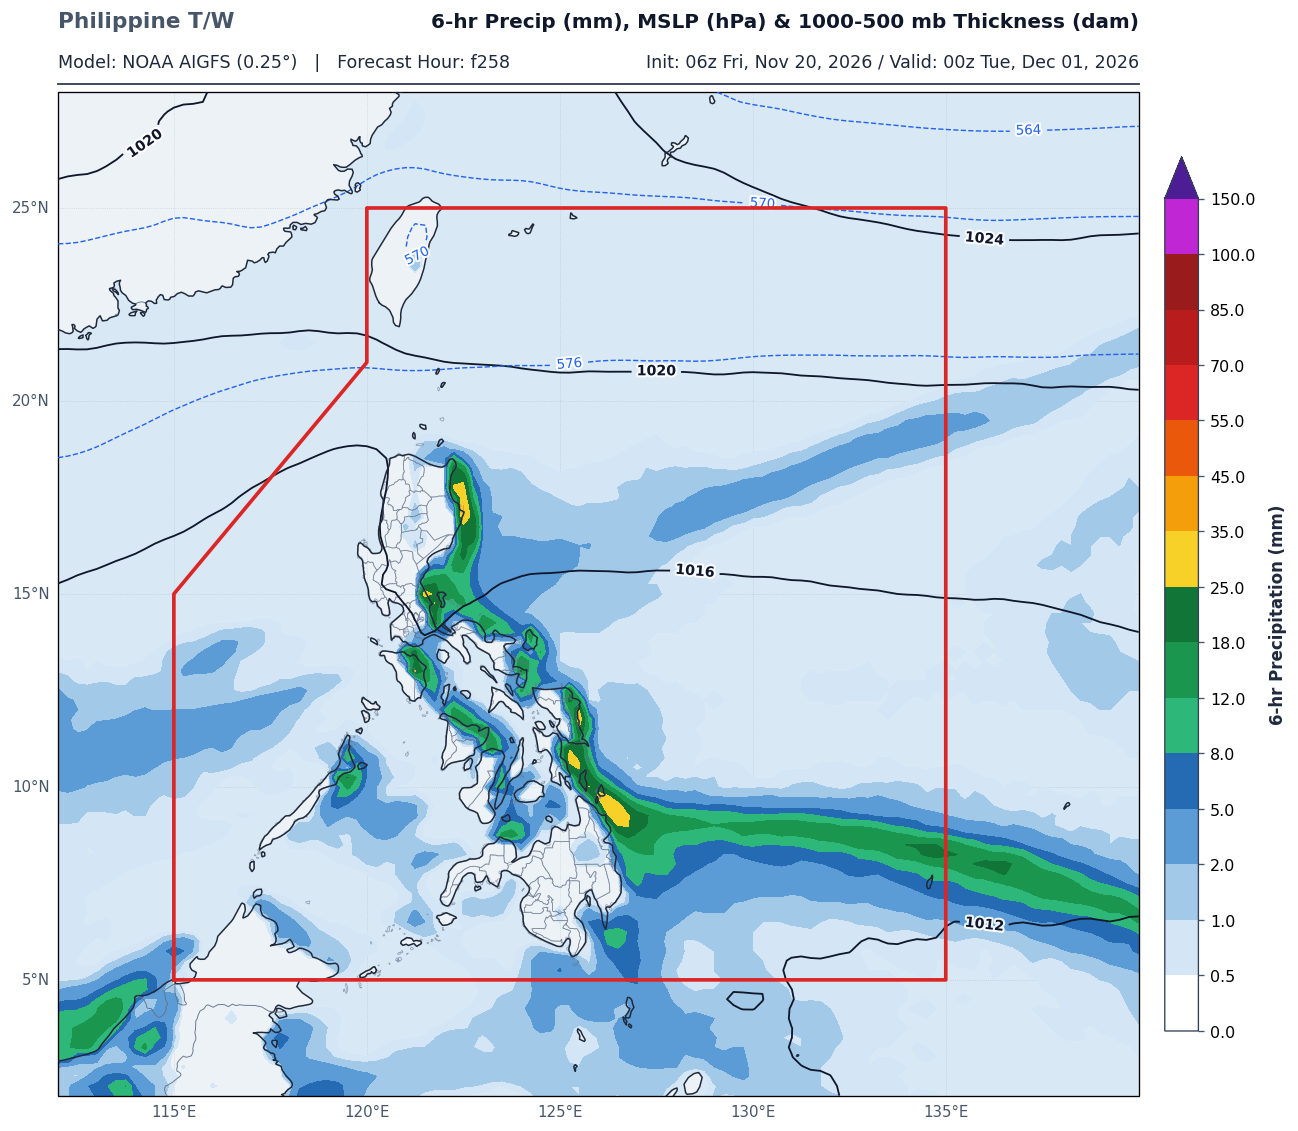 Philippine T/W
6-hr Precip (mm), MSLP (hPa) & 1000-500 mb Thickness (dam)
Model: NOAA AIGFS (0.25°) | Forecast Hour: f258
Init: 06z Fri, Nov 20, 2026 / Valid: 00z Tue, Dec 01, 2026
1020
564
570
1024
570
576
1020
1016
1012
25°N
20°N
15°N
10°N
5°N
115°E
120°E
125°E
130°E
135°E
150.0
100.0
85.0
70.0
55.0
45.0
35.0
25.0
18.0
12.0
8.0
5.0
2.0
1.0
0.5
0.0
6-hr Precipitation (mm)